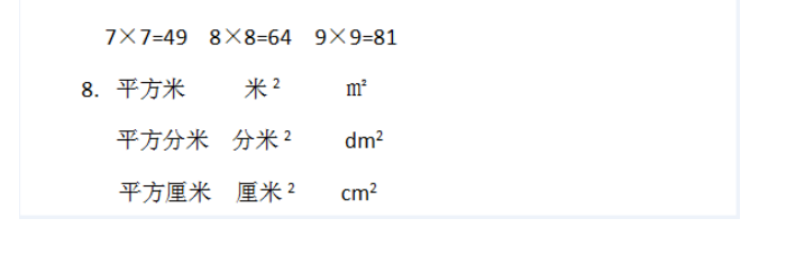 7×7=49 8×8=64 9×9=81
8. 平方米 米² m²
平方分米 分米² dm²
平方厘米 厘米² cm²